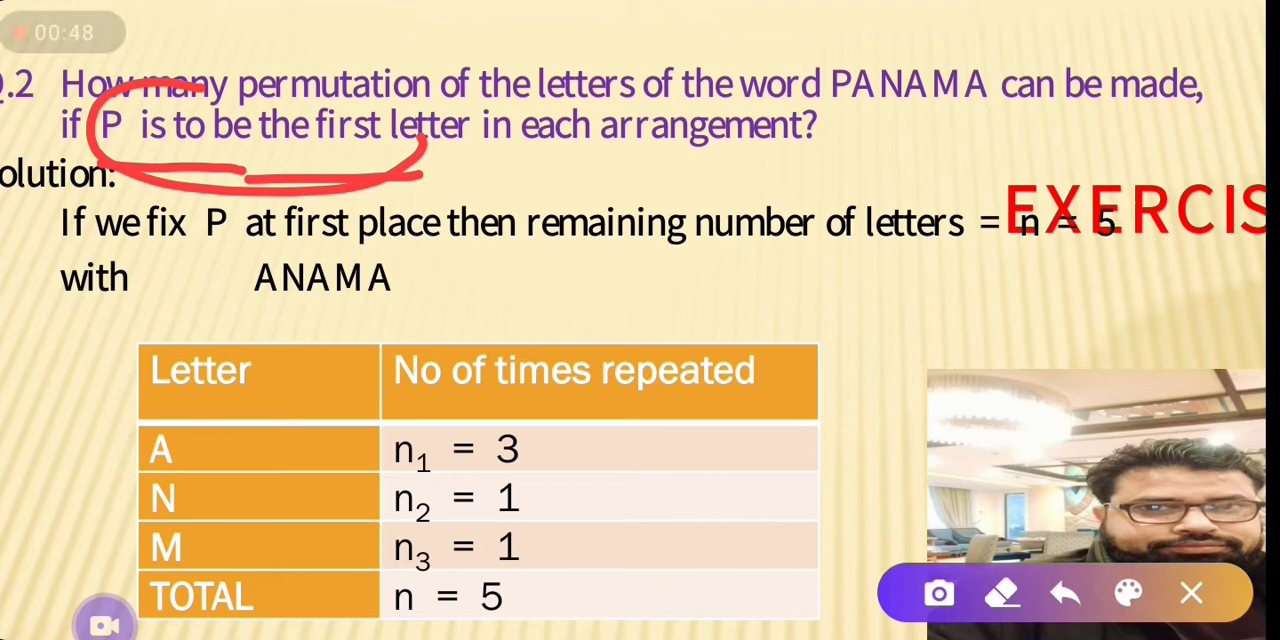 00:48
.2 How many permutation of the letters of the word PANAMA can be made,
if P is to be the first letter in each arrangement?
olution:
If we fix P at first place then remaining number of letters = n = 5
EXERCIS
with ANAMA
Letter No of times repeated
A n₁ = 3
N n₂ = 1
M n₃ = 1
TOTAL n = 5